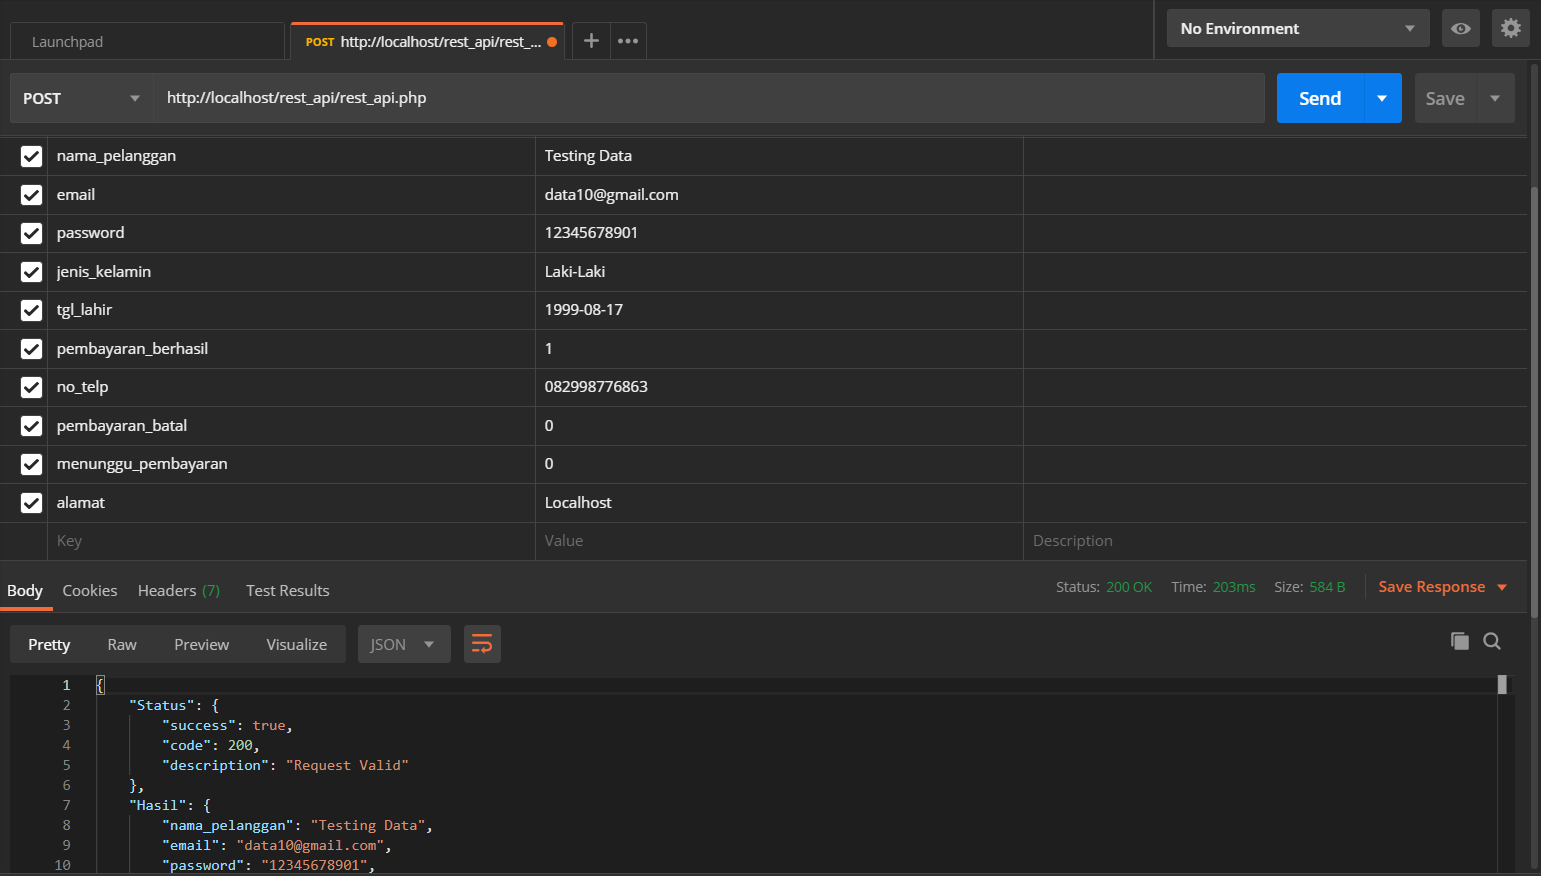 Launchpad
POST http://localhost/rest_api/rest_...
No Environment
POST http://localhost/rest_api/rest_api.php Send Save
nama_pelanggan Testing Data
email data10@gmail.com
password 12345678901
jenis_kelamin Laki-Laki
tgl_lahir 1999-08-17
pembayaran_berhasil 1
no_telp 082998776863
pembayaran_batal 0
menunggu_pembayaran 0
alamat Localhost
Key Value Description
Body Cookies Headers (7) Test Results Status: 200 OK Time: 203ms Size: 584 B Save Response
Pretty Raw Preview Visualize JSON
1 {
2 "Status": {
3 "success": true,
4 "code": 200,
5 "description": "Request Valid"
6 },
7 "Hasil": {
8 "nama_pelanggan": "Testing Data",
9 "email": "data10@gmail.com",
10 "password": "12345678901",